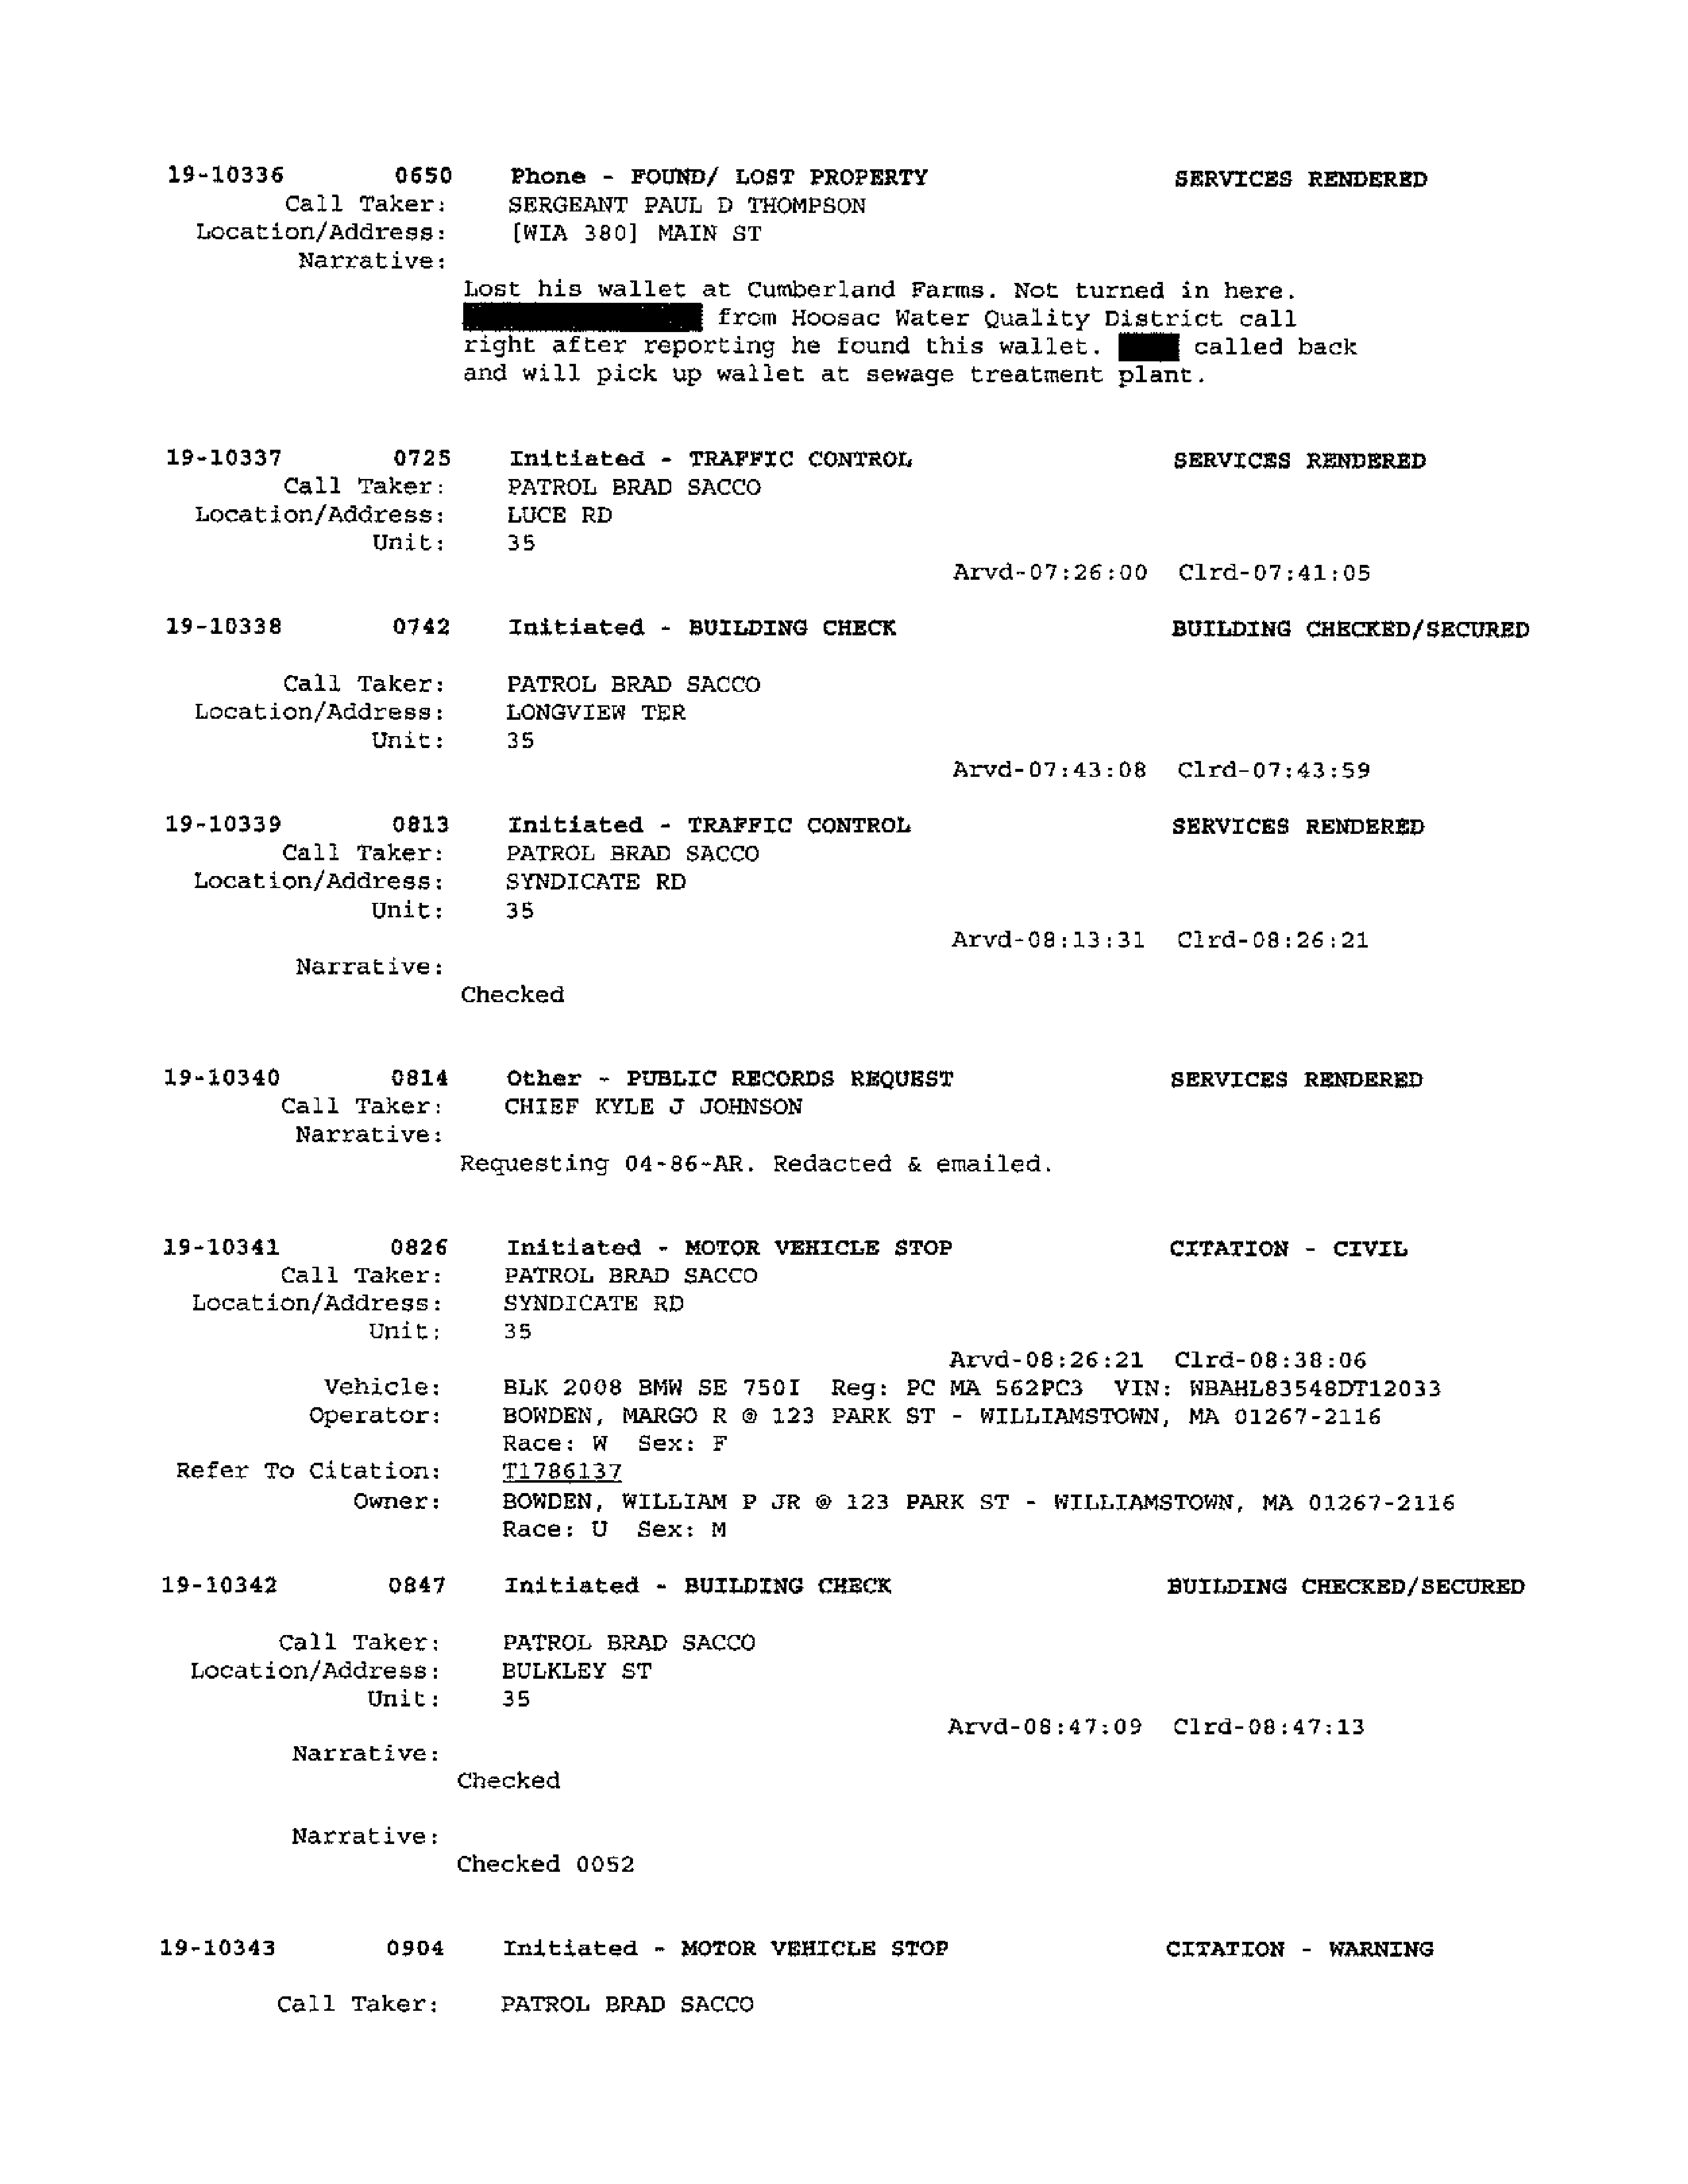 19-10336 0650 Phone - FOUND/ LOST PROPERTY SERVICES RENDERED
Call Taker: SERGEANT PAUL D THOMPSON
Location/Address: [WIA 380] MAIN ST
Narrative:
Lost his wallet at Cumberland Farms. Not turned in here.
from Hoosac Water Quality District call
right after reporting he found this wallet. called back
and will pick up wallet at sewage treatment plant.
19-10337 0725 Initiated - TRAFFIC CONTROL SERVICES RENDERED
Call Taker: PATROL BRAD SACCO
Location/Address: LUCE RD
Unit: 35
Arvd-07:26:00 Clrd-07:41:05
19-10338 0742 Initiated - BUILDING CHECK BUILDING CHECKED/SECURED
Call Taker: PATROL BRAD SACCO
Location/Address: LONGVIEW TER
Unit: 35
Arvd-07:43:08 Clrd-07:43:59
19-10339 0813 Initiated - TRAFFIC CONTROL SERVICES RENDERED
Call Taker: PATROL BRAD SACCO
Location/Address: SYNDICATE RD
Unit: 35
Arvd-08:13:31 Clrd-08:26:21
Narrative:
Checked
19-10340 0814 Other - PUBLIC RECORDS REQUEST SERVICES RENDERED
Call Taker: CHIEF KYLE J JOHNSON
Narrative:
Requesting 04-86-AR. Redacted & emailed.
19-10341 0826 Initiated - MOTOR VEHICLE STOP CITATION - CIVIL
Call Taker: PATROL BRAD SACCO
Location/Address: SYNDICATE RD
Unit: 35
Arvd-08:26:21 Clrd-08:38:06
Vehicle: BLK 2008 BMW SE 750I Reg: PC MA 562PC3 VIN: WBAHL83548DT12033
Operator: BOWDEN, MARGO R @ 123 PARK ST - WILLIAMSTOWN, MA 01267-2116
Race: W Sex: F
Refer To Citation: T1786137
Owner: BOWDEN, WILLIAM P JR @ 123 PARK ST - WILLIAMSTOWN, MA 01267-2116
Race: U Sex: M
19-10342 0847 Initiated - BUILDING CHECK BUILDING CHECKED/SECURED
Call Taker: PATROL BRAD SACCO
Location/Address: BULKLEY ST
Unit: 35
Arvd-08:47:09 Clrd-08:47:13
Narrative:
Checked
Narrative:
Checked 0052
19-10343 0904 Initiated - MOTOR VEHICLE STOP CITATION - WARNING
Call Taker: PATROL BRAD SACCO